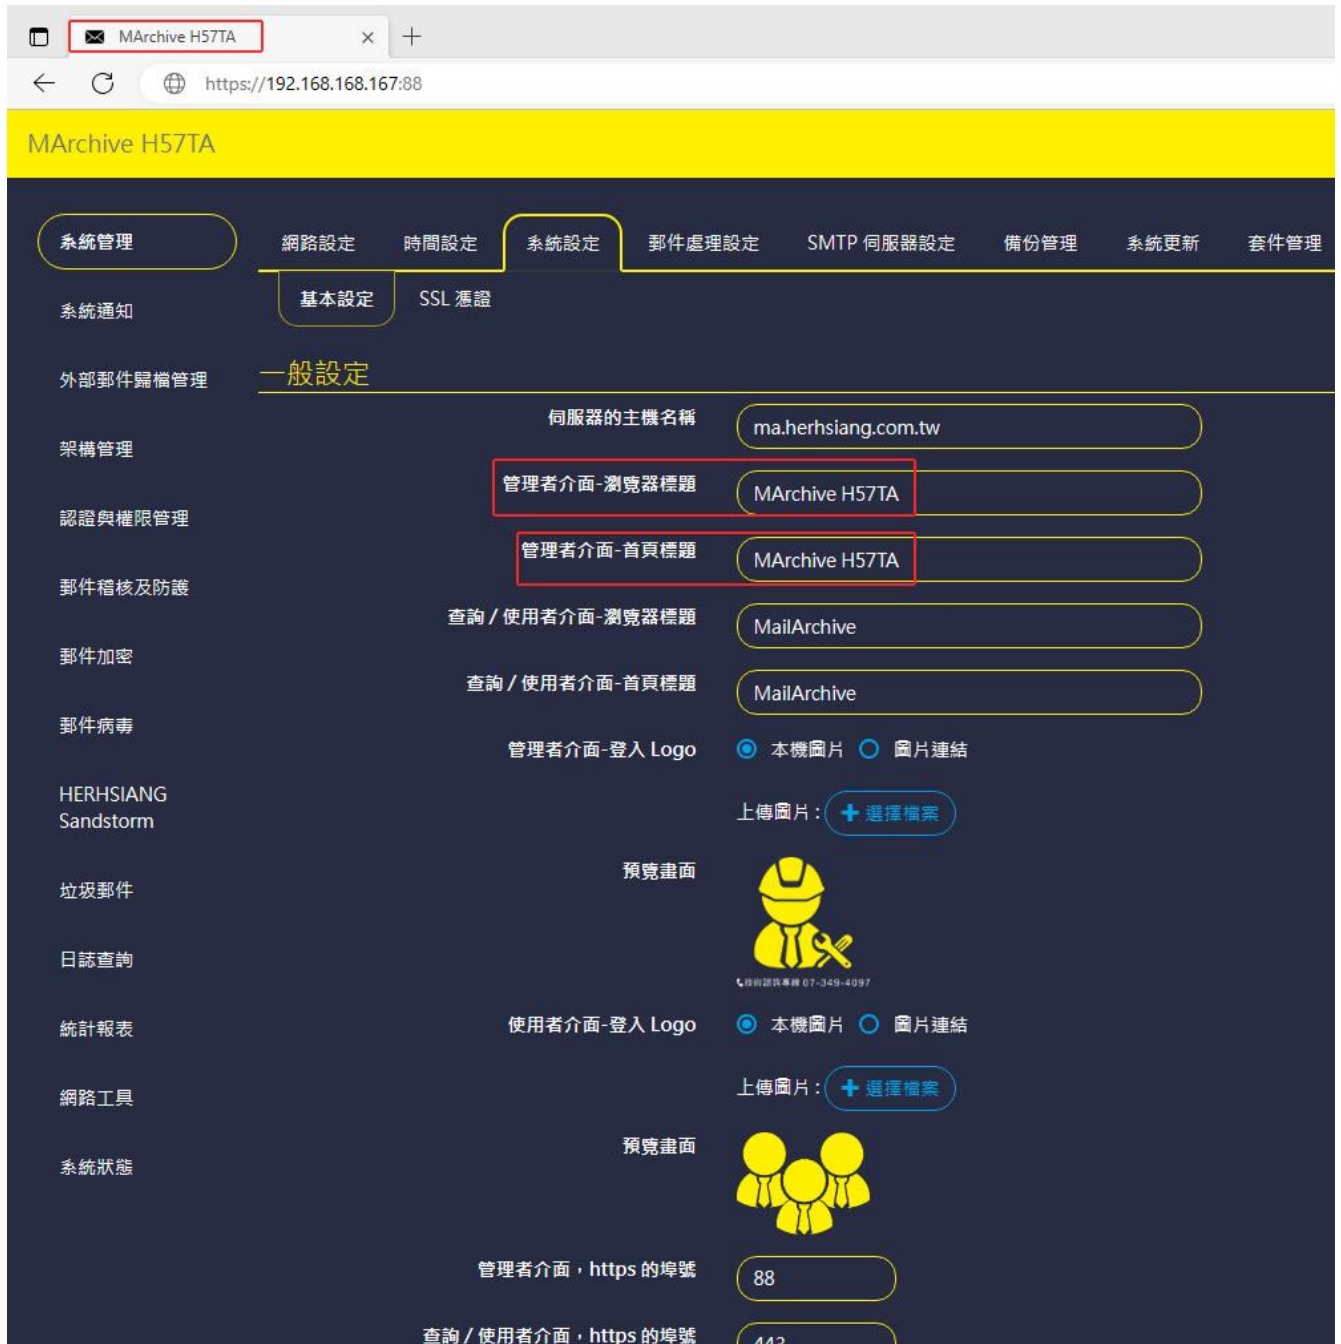 MArchive H57TA
https://192.168.168.167:88
MArchive H57TA
系統管理
網路設定
時間設定
系統設定
郵件處理設定
SMTP 伺服器設定
備份管理
系統更新
套件管理
基本設定
SSL 憑證
系統通知
外部郵件歸檔管理
架構管理
認證與權限管理
郵件稽核及防護
郵件加密
郵件病毒
HERHSIANG
Sandstorm
垃圾郵件
日誌查詢
統計報表
網路工具
系統狀態
一般設定
伺服器的主機名稱
ma.herhsiang.com.tw
管理者介面-瀏覽器標題
MArchive H57TA
管理者介面-首頁標題
MArchive H57TA
查詢 / 使用者介面-瀏覽器標題
MailArchive
查詢 / 使用者介面-首頁標題
MailArchive
管理者介面-登入 Logo
本機圖片
圖片連結
上傳圖片 :
選擇檔案
預覽畫面
技術諮詢專線 07-349-4097
使用者介面-登入 Logo
本機圖片
圖片連結
上傳圖片 :
選擇檔案
預覽畫面
管理者介面，https 的埠號
88
查詢 / 使用者介面，https 的埠號
443